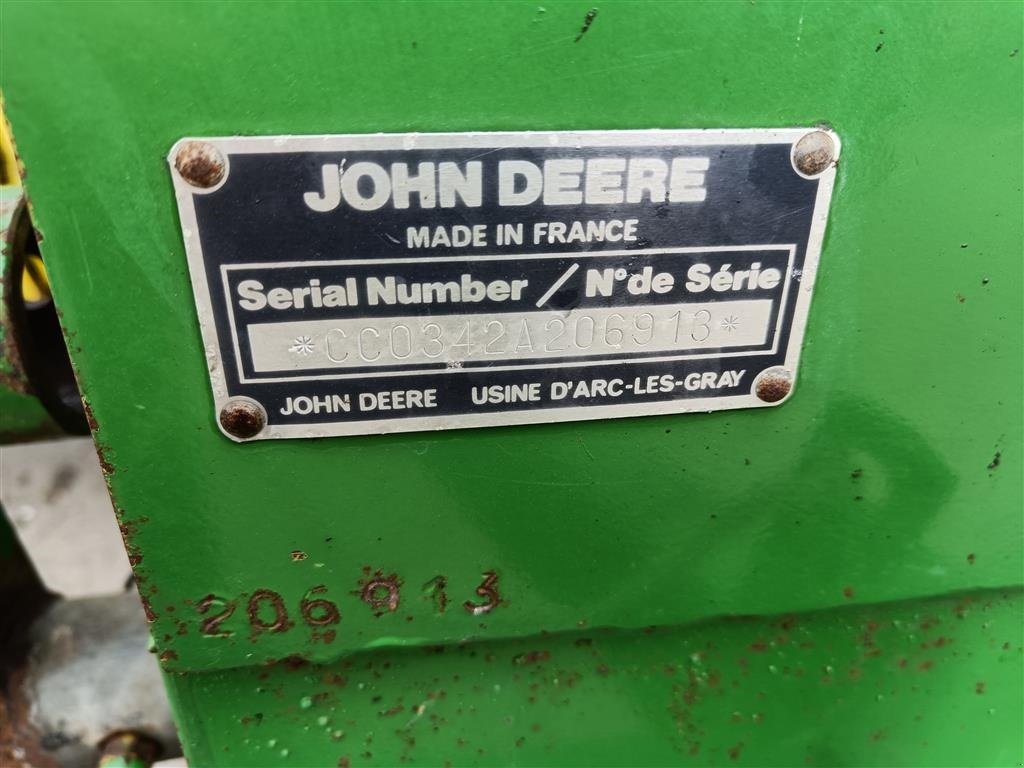 JOHN DEERE
MADE IN FRANCE
Serial Number / N° de Série
*CC0342A206913*
JOHN DEERE USINE D'ARC-LES-GRAY
206913